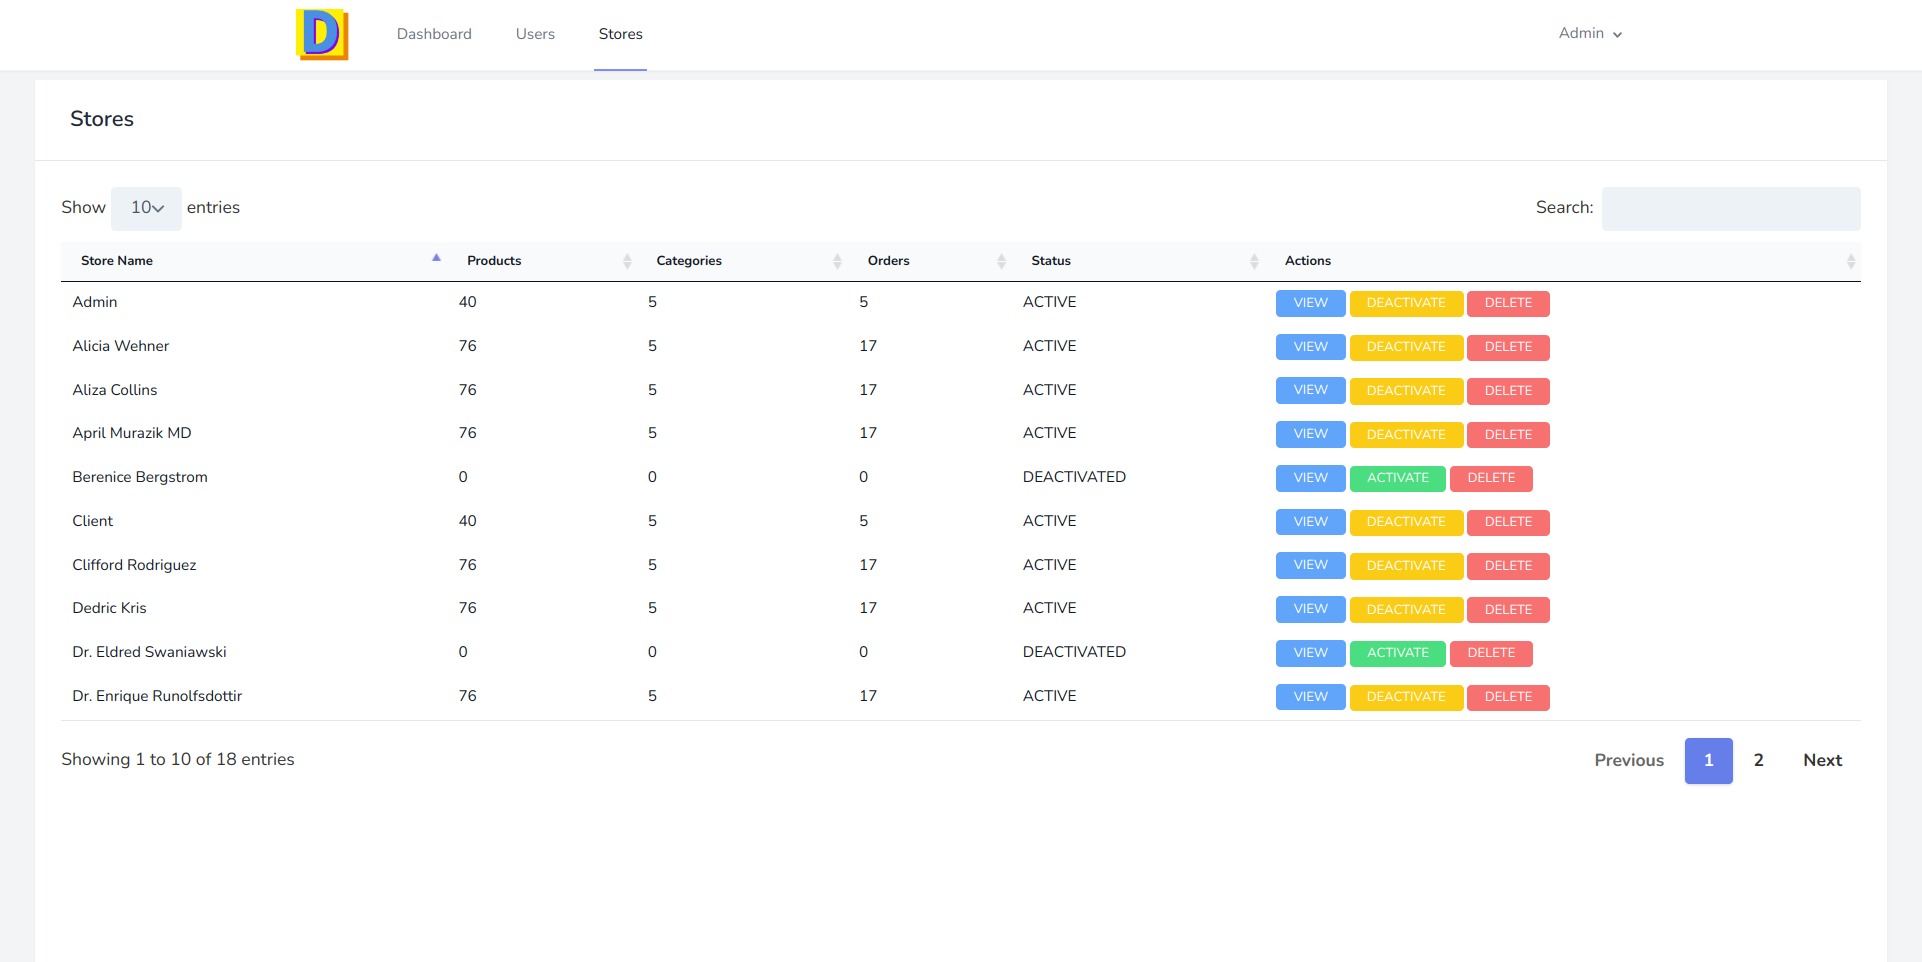 D Dashboard Users Stores Admin
Stores
Show 10 entries Search:
Store Name Products Categories Orders Status Actions
Admin 40 5 5 ACTIVE VIEW DEACTIVATE DELETE
Alicia Wehner 76 5 17 ACTIVE VIEW DEACTIVATE DELETE
Aliza Collins 76 5 17 ACTIVE VIEW DEACTIVATE DELETE
April Murazik MD 76 5 17 ACTIVE VIEW DEACTIVATE DELETE
Berenice Bergstrom 0 0 0 DEACTIVATED VIEW ACTIVATE DELETE
Client 40 5 5 ACTIVE VIEW DEACTIVATE DELETE
Clifford Rodriguez 76 5 17 ACTIVE VIEW DEACTIVATE DELETE
Dedric Kris 76 5 17 ACTIVE VIEW DEACTIVATE DELETE
Dr. Eldred Swaniawski 0 0 0 DEACTIVATED VIEW ACTIVATE DELETE
Dr. Enrique Runolfsdottir 76 5 17 ACTIVE VIEW DEACTIVATE DELETE
Showing 1 to 10 of 18 entries Previous 1 2 Next